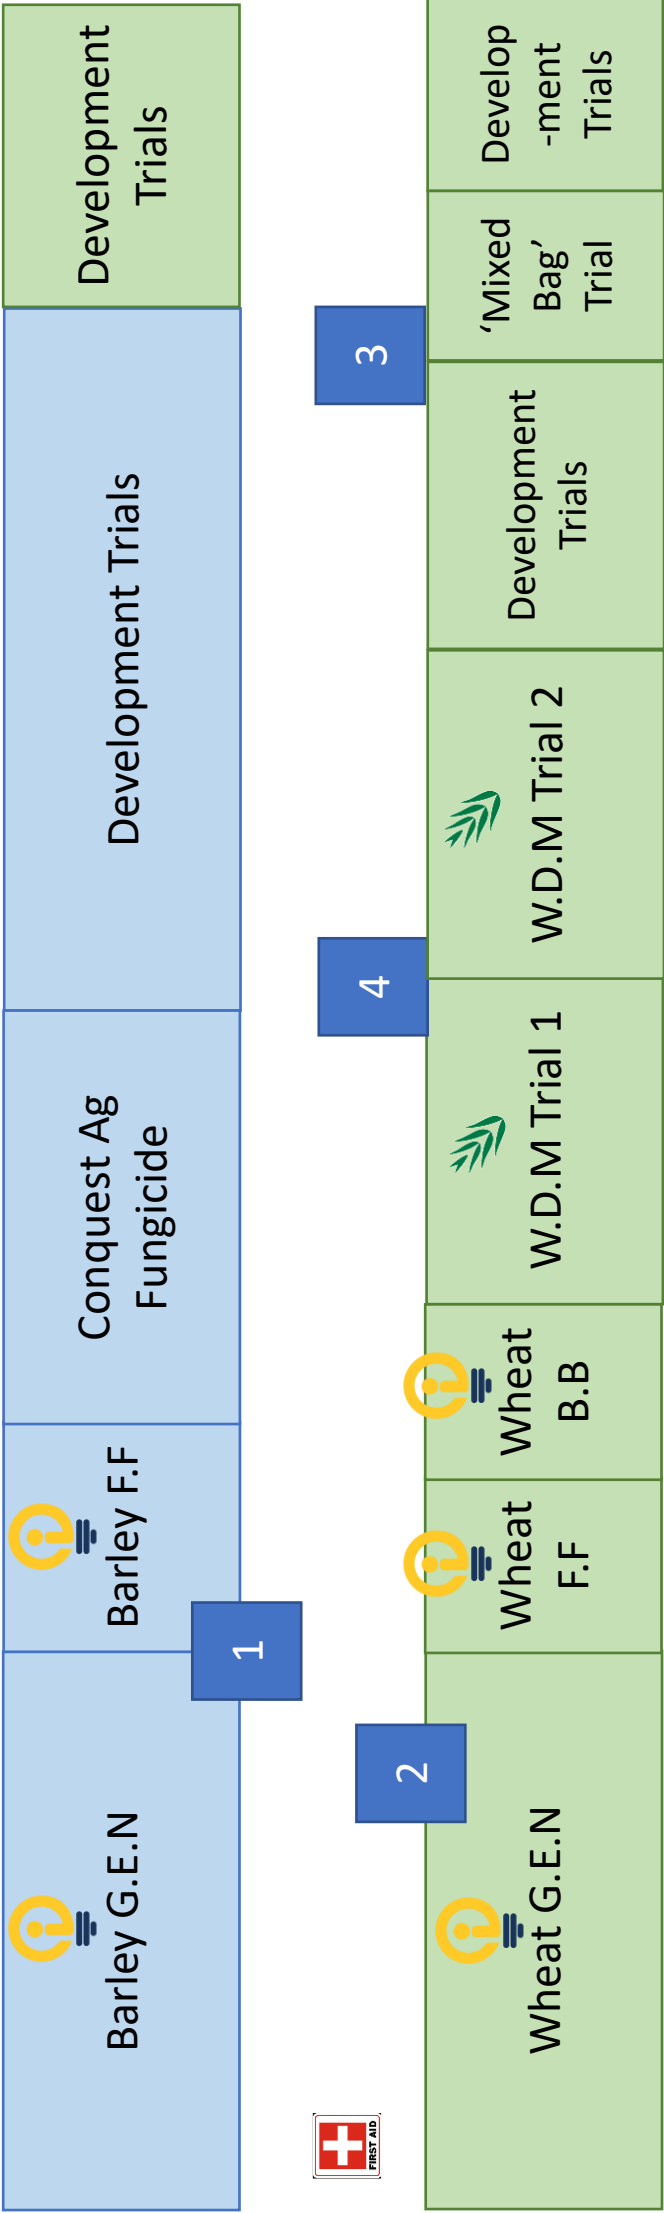 Barley G.E.N
Barley F.F
Conquest Ag
Fungicide
Development Trials
Development
Trials
1
2
4
3
FIRST AID
Wheat G.E.N
Wheat
F.F
Wheat
B.B
W.D.M Trial 1
W.D.M Trial 2
Development
Trials
‘Mixed
Bag’
Trial
Develop
-ment
Trials